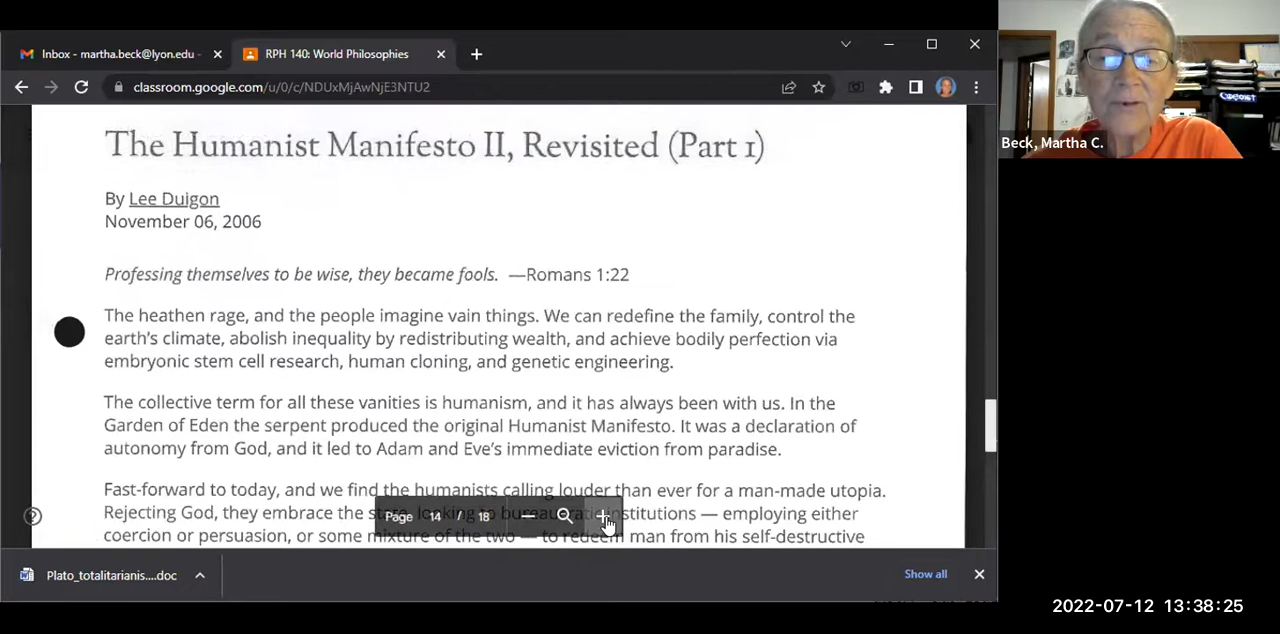 Inbox - martha.beck@lyon.edu -
RPH 140: World Philosophies
classroom.google.com/u/0/c/NDUxMjAwNjE3NTU2
The Humanist Manifesto II, Revisited (Part 1)
By Lee Duigon
November 06, 2006
Professing themselves to be wise, they became fools. —Romans 1:22
The heathen rage, and the people imagine vain things. We can redefine the family, control the
earth's climate, abolish inequality by redistributing wealth, and achieve bodily perfection via
embryonic stem cell research, human cloning, and genetic engineering.
The collective term for all these vanities is humanism, and it has always been with us. In the
Garden of Eden the serpent produced the original Humanist Manifesto. It was a declaration of
autonomy from God, and it led to Adam and Eve's immediate eviction from paradise.
Fast-forward to today, and we find the humanists calling louder than ever for a man-made utopia.
Rejecting God, they embrace the state, looking to bureaucratic institutions — employing either
coercion or persuasion, or some mixture of the two — to redeem man from his self-destructive
Page 14 / 18
Plato_totalitarianis....doc
Show all
Beck, Martha C.
2022-07-12 13:38:25